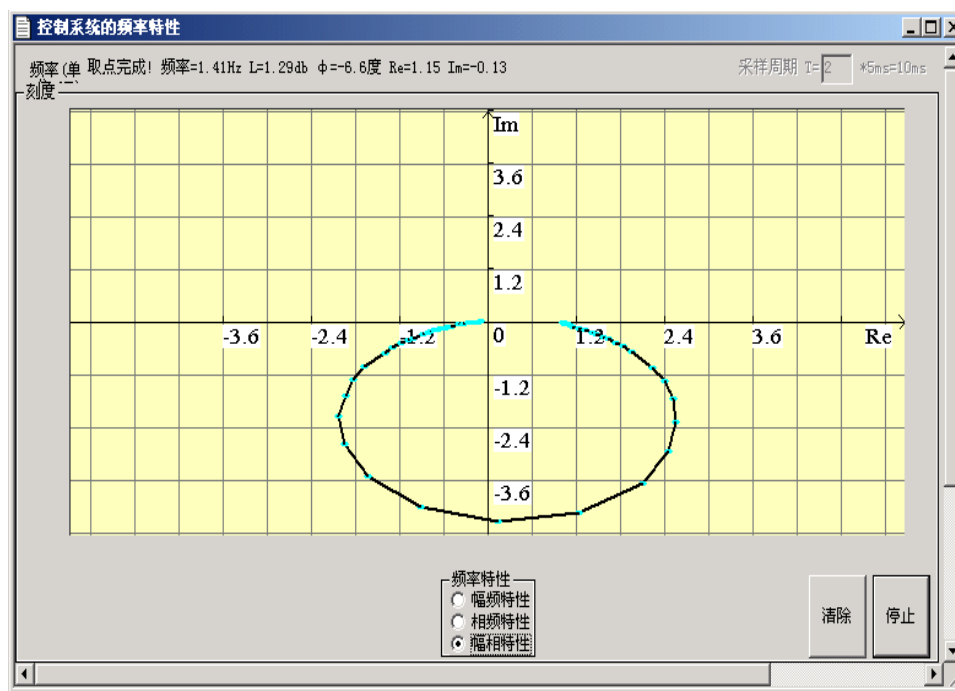 控制系统的频率特性
频率(单 取点完成! 频率=1.41Hz L=1.29db φ=-6.6度 Re=1.15 Im=-0.13
采样周期 T= 2 *5ms=10ms
刻度
Im
3.6
2.4
1.2
-3.6 -2.4 -1.2 0 1.2 2.4 3.6 Re
-1.2
-2.4
-3.6
频率特性
幅频特性
相频特性
幅相特性
清除 停止